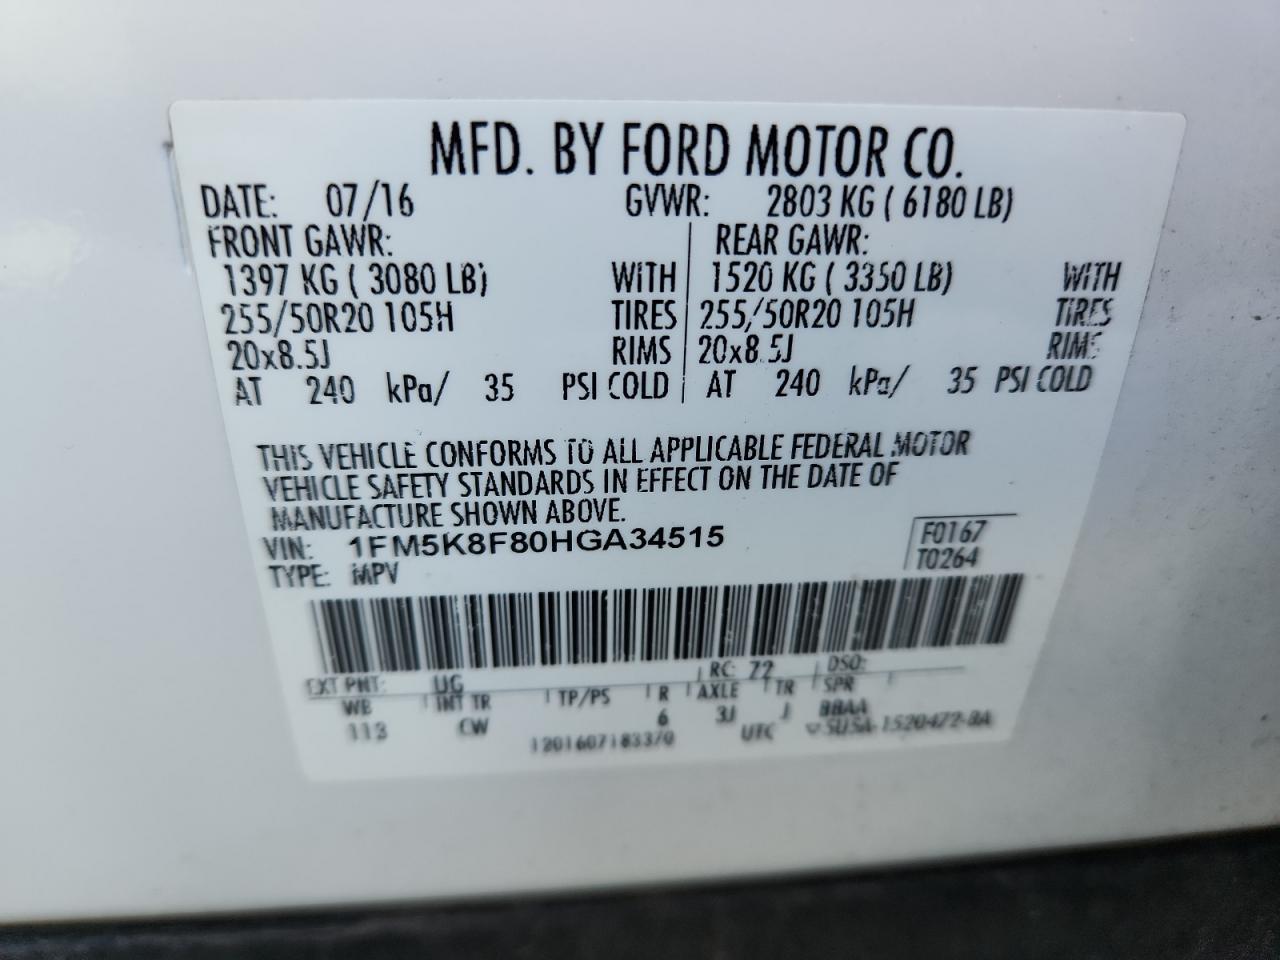 MFD. BY FORD MOTOR CO.
DATE: 07/16 GVWR: 2803 KG ( 6180 LB)
FRONT GAWR: REAR GAWR:
1397 KG ( 3080 LB) WITH 1520 KG ( 3350 LB) WITH
255/50R20 105H TIRES 255/50R20 105H TIRES
20x8.5J RIMS 20x8.5J RIMS
AT 240 kPa/ 35 PSI COLD AT 240 kPa/ 35 PSI COLD
THIS VEHICLE CONFORMS TO ALL APPLICABLE FEDERAL MOTOR
VEHICLE SAFETY STANDARDS IN EFFECT ON THE DATE OF
MANUFACTURE SHOWN ABOVE.
VIN: 1FM5K8F80HGA34515 F0167
TYPE: MPV T0264
EXT PNT: UG RC: 72 DSO:
WB INT TR TP/PS R AXLE TR SPR
113 CW 6 3J J BBAA
UTC